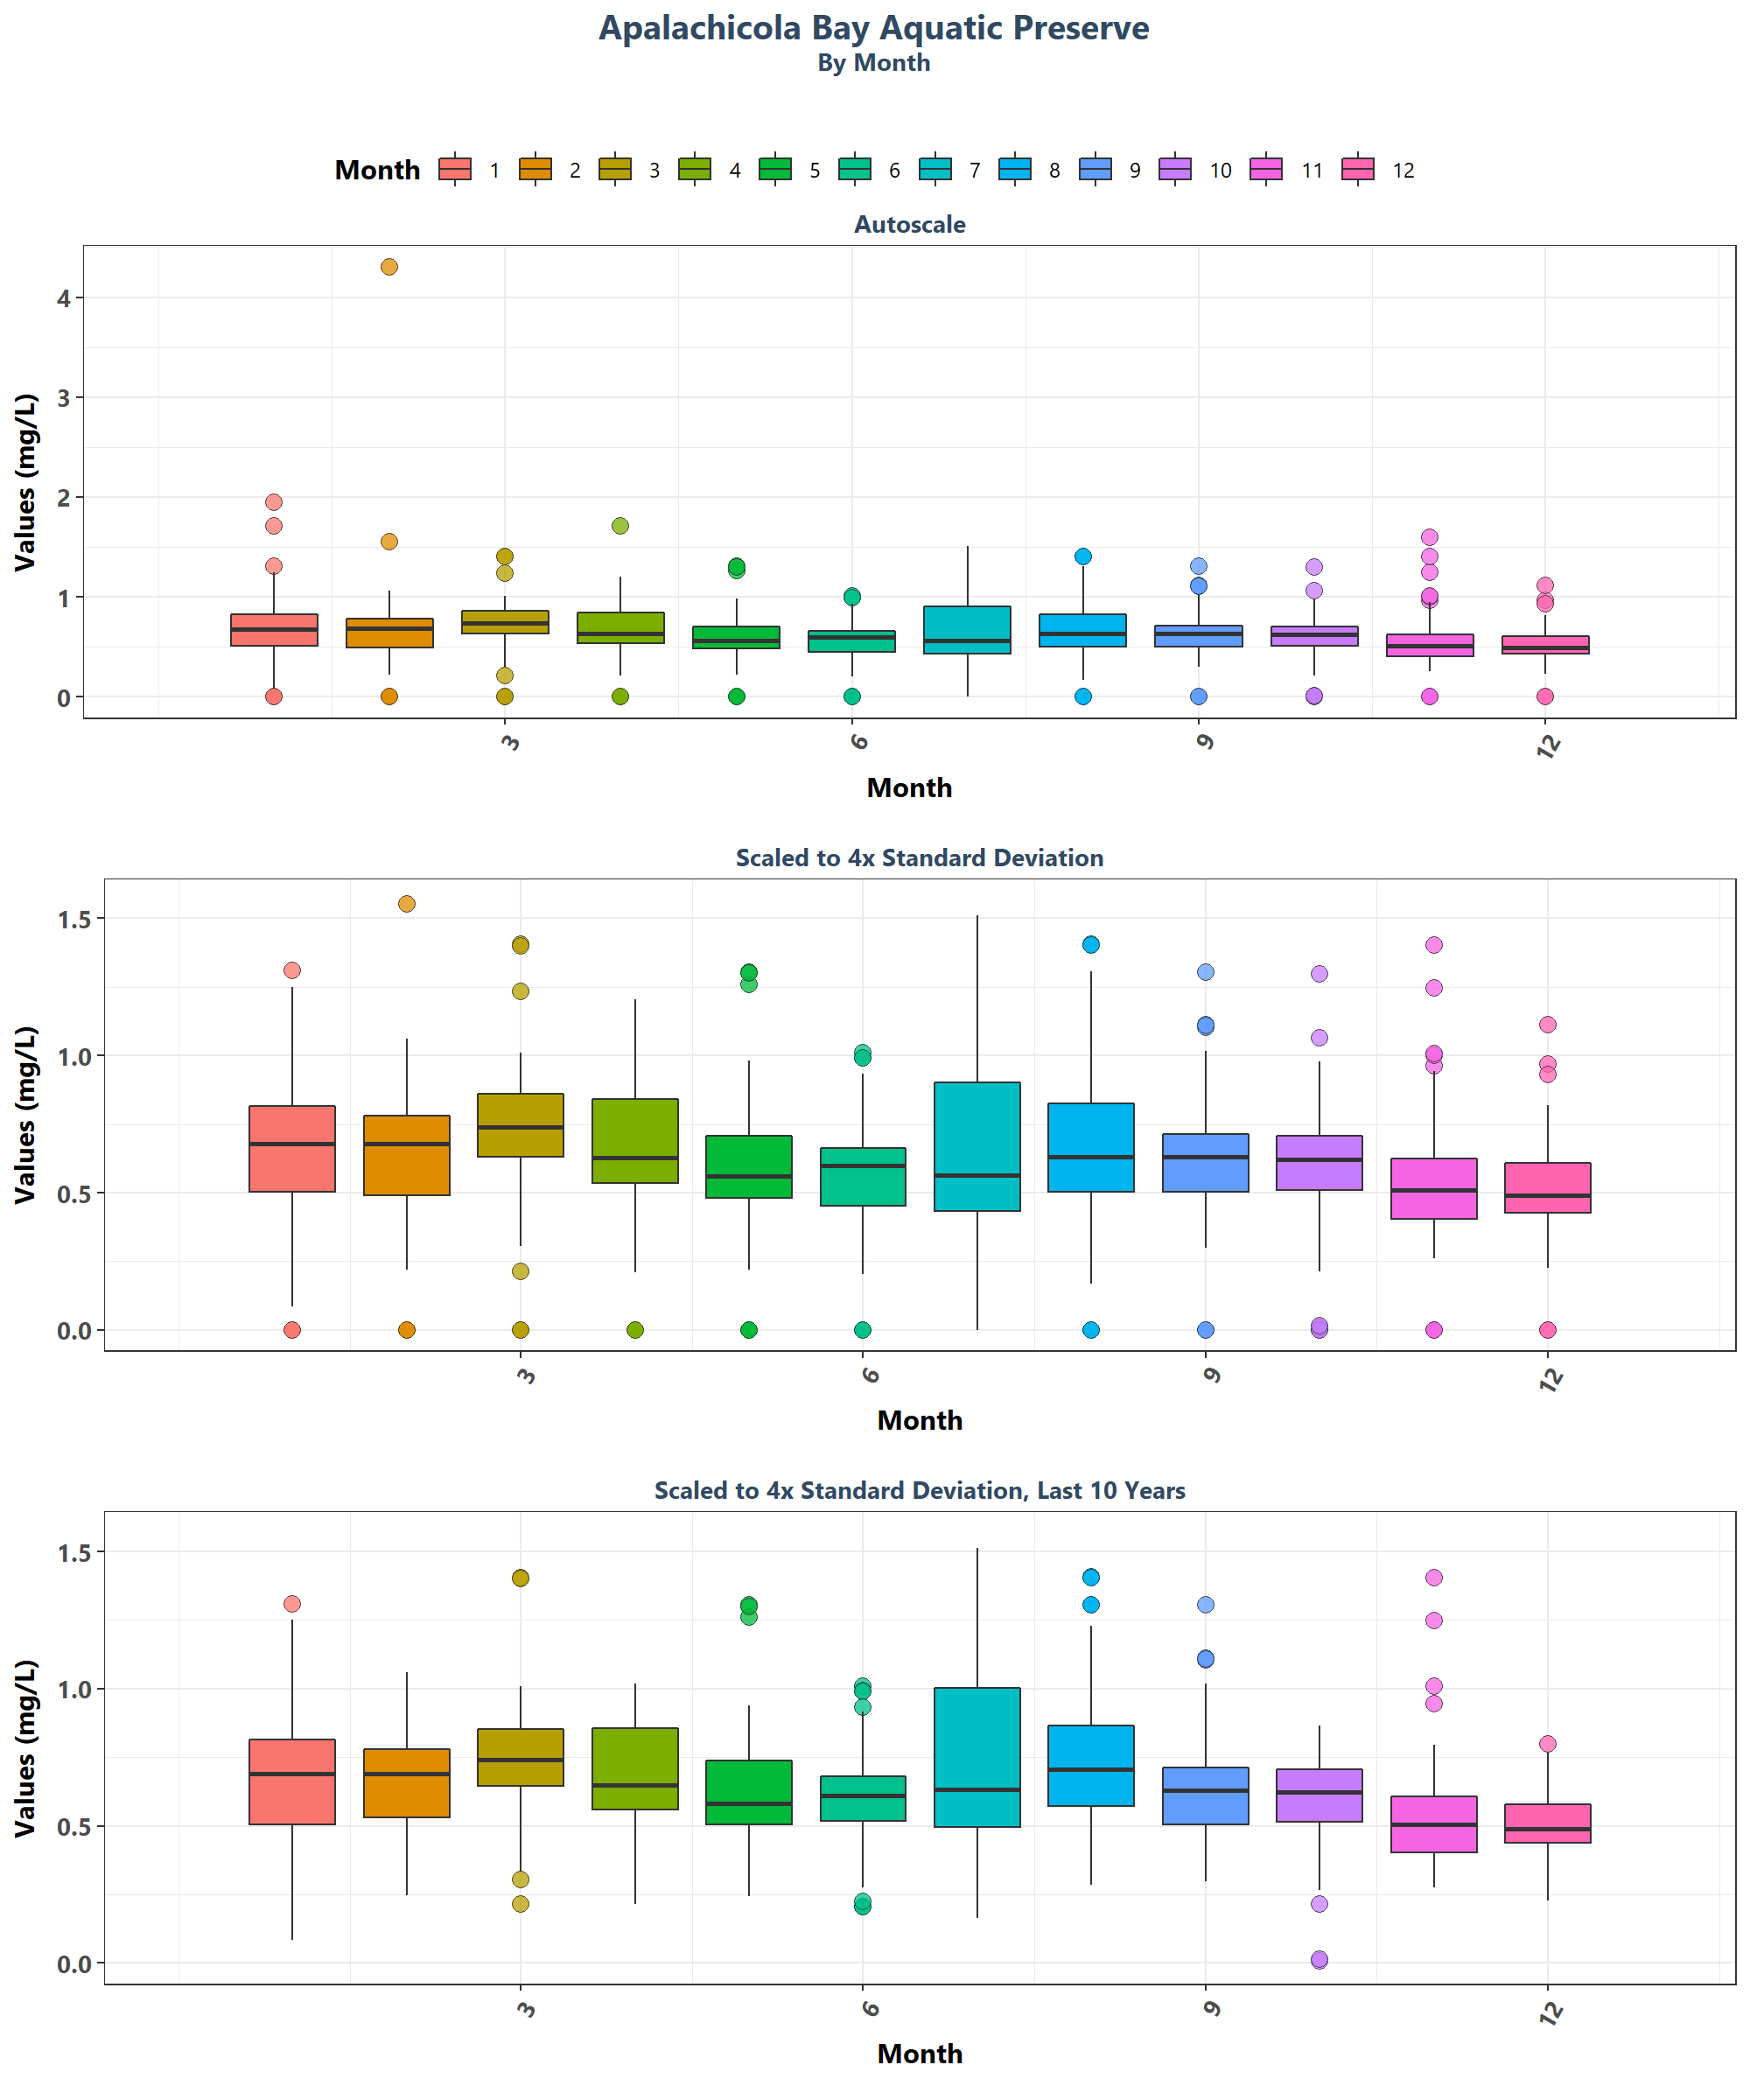 Apalachicola Bay Aquatic Preserve
By Month
Month 1 2 3 4 5 6 7 8 9 10 11 12
Autoscale
Values (mg/L)
4
3
2
1
0
3 6 9 12
Month
Scaled to 4x Standard Deviation
Values (mg/L)
1.5
1.0
0.5
0.0
3 6 9 12
Month
Scaled to 4x Standard Deviation, Last 10 Years
Values (mg/L)
1.5
1.0
0.5
0.0
3 6 9 12
Month